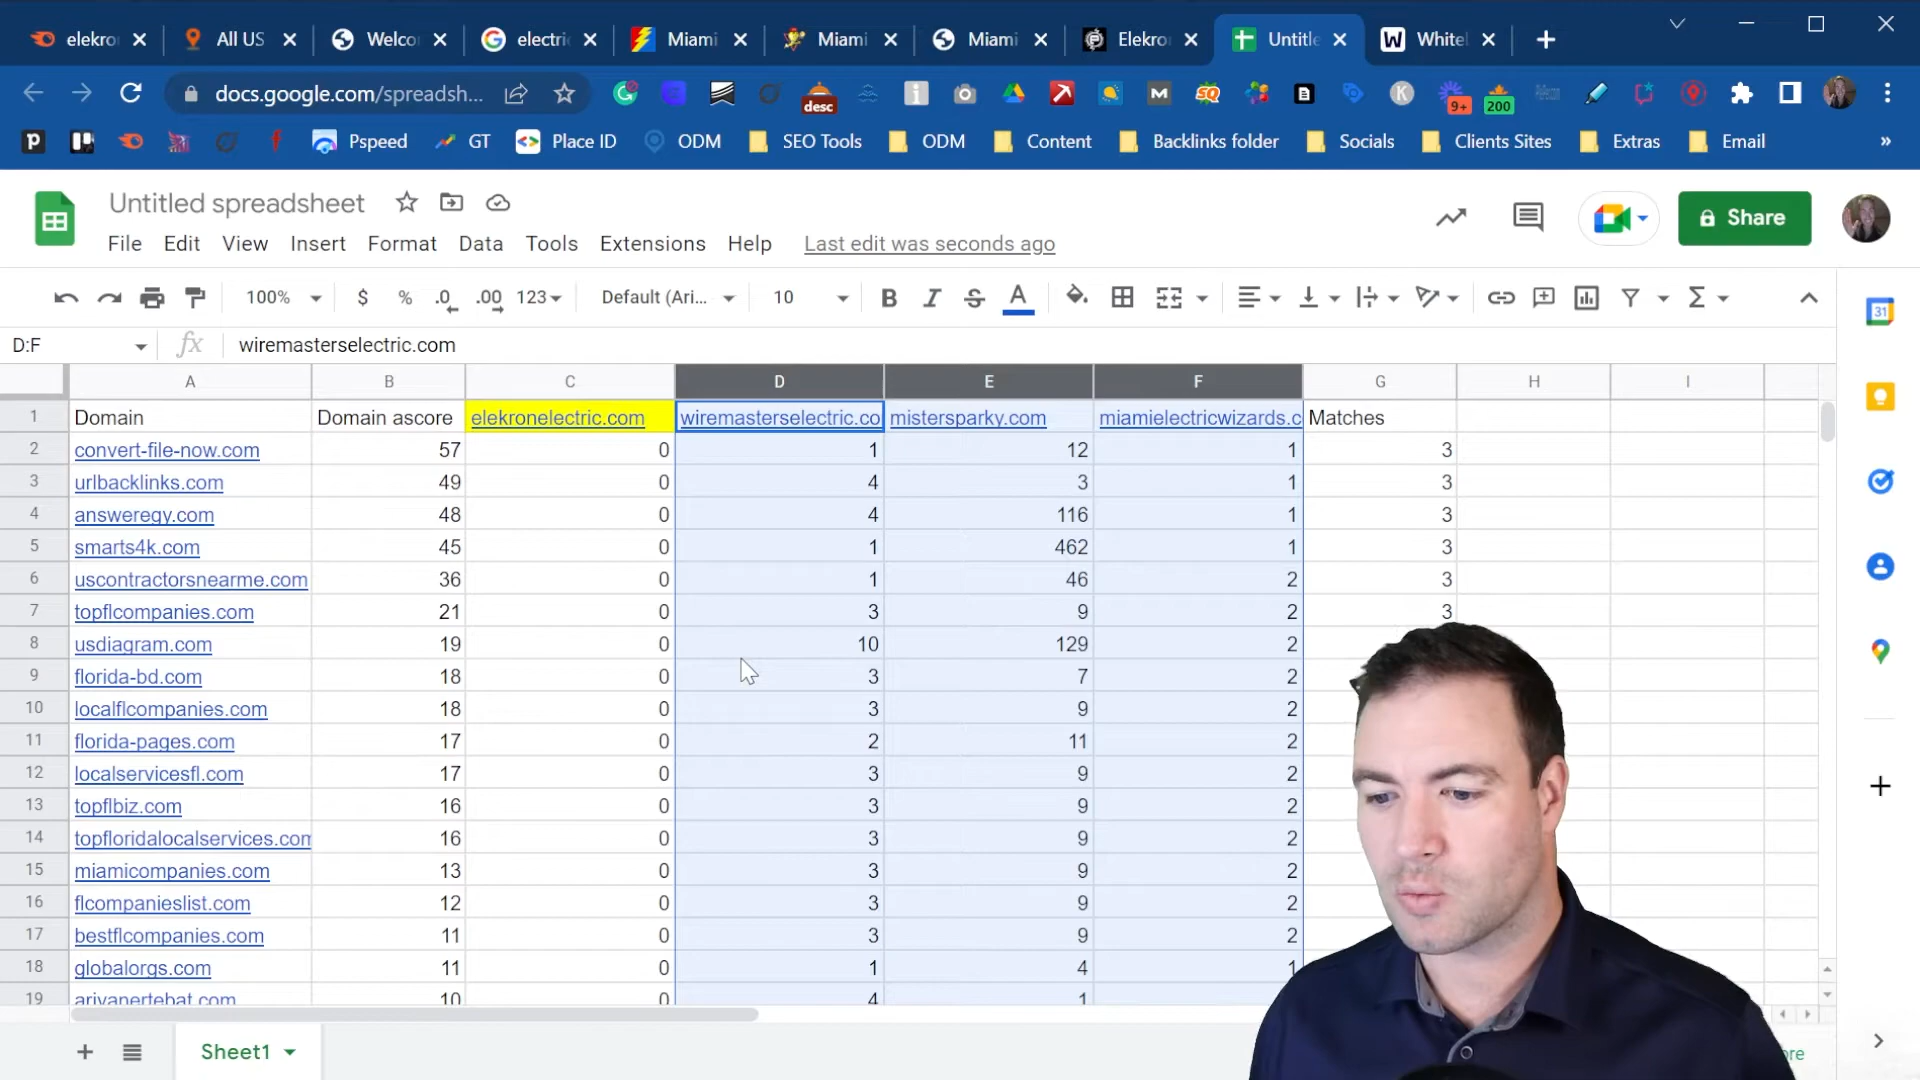 elekro
All US
Welco
electri
Miami
Miami
Miami
Elekro
Untitle
W
White
docs.google.com/spreadsh...
desc
9+
200
Pspeed
GT
Place ID
ODM
SEO Tools
ODM
Content
Backlinks folder
Socials
Clients Sites
Extras
Email
»
Untitled spreadsheet
Share
File Edit View Insert Format Data Tools Extensions Help Last edit was seconds ago
100% $ % .0 .00 123 Default (Ari... 10 B I S A Σ
31
D:F fx wiremasterselectric.com
A B C D E F G H I
1 Domain Domain ascore elekronelectric.com wiremasterselectric.co mistersparky.com miamielectricwizards.c Matches
2 convert-file-now.com 57 0 1 12 1 3
3 urlbacklinks.com 49 0 4 3 1 3
4 answeregy.com 48 0 4 116 1 3
5 smarts4k.com 45 0 1 462 1 3
6 uscontractorsnearme.com 36 0 1 46 2 3
7 topflcompanies.com 21 0 3 9 2 3
8 usdiagram.com 19 0 10 129 2
9 florida-bd.com 18 0 3 7 2
10 localflcompanies.com 18 0 3 9 2
11 florida-pages.com 17 0 2 11 2
12 localservicesfl.com 17 0 3 9 2
13 topflbiz.com 16 0 3 9 2
14 topfloridalocalservices.com 16 0 3 9 2
15 miamicompanies.com 13 0 3 9 2
16 flcompanieslist.com 12 0 3 9 2
17 bestflcompanies.com 11 0 3 9 2
18 globalorgs.com 11 0 1 4 1
19 ariyanertebat.com 10 0 4 1
Sheet1